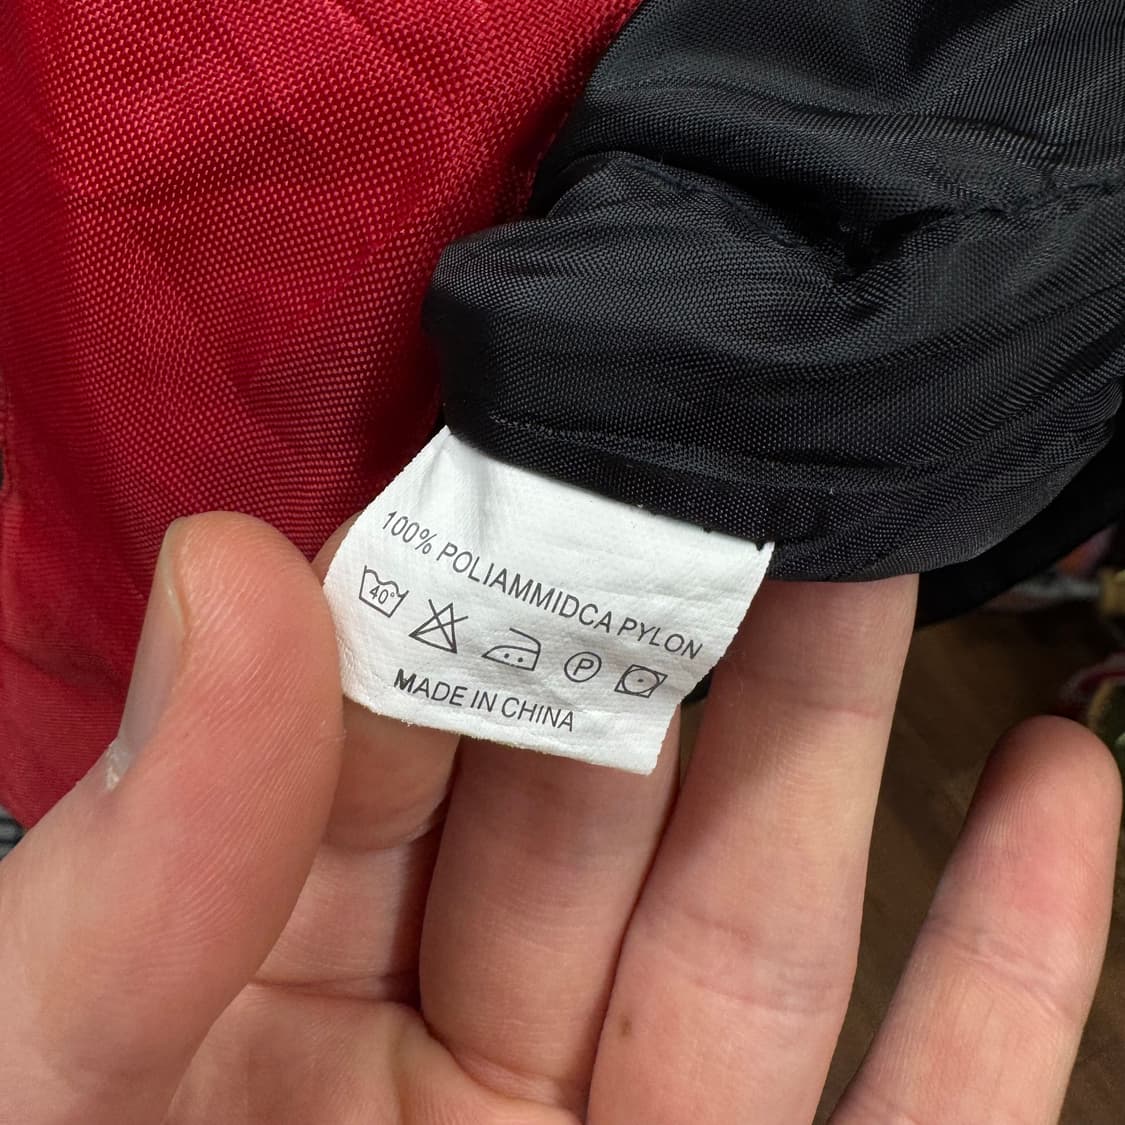 100% POLIAMMIDCA PYLON
40°
P
MADE IN CHINA